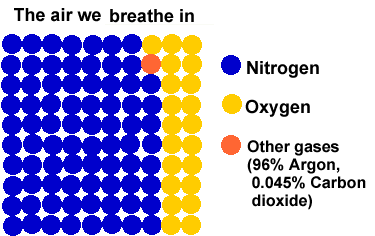 The air we breathe in
Nitrogen
Oxygen
Other gases
(96% Argon,
0.045% Carbon
dioxide)